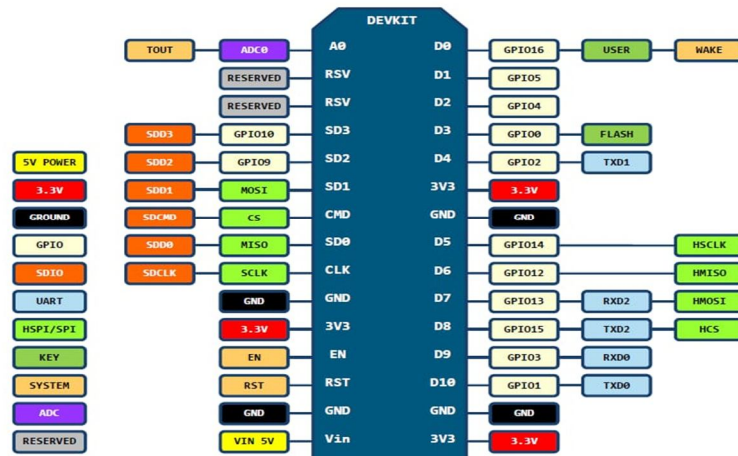 DEVKIT
TOUT ADC0 A0 D0 GPIO16 USER WAKE
RESERVED RSV D1 GPIO5
RESERVED RSV D2 GPIO4
SDD3 GPIO10 SD3 D3 GPIO0 FLASH
5V POWER SDD2 GPIO9 SD2 D4 GPIO2 TXD1
3.3V SDD1 MOSI SD1 3V3 3.3V
GROUND SDCMD CS CMD GND GND
GPIO SDD0 MISO SD0 D5 GPIO14 HSCLK
SDIO SDCLK SCLK CLK D6 GPIO12 HMISO
UART GND GND D7 GPIO13 RXD2 HMOSI
HSPI/SPI 3.3V 3V3 D8 GPIO15 TXD2 HCS
KEY EN EN D9 GPIO3 RXD0
SYSTEM RST RST D10 GPIO1 TXD0
ADC GND GND GND GND
RESERVED VIN 5V Vin 3V3 3.3V